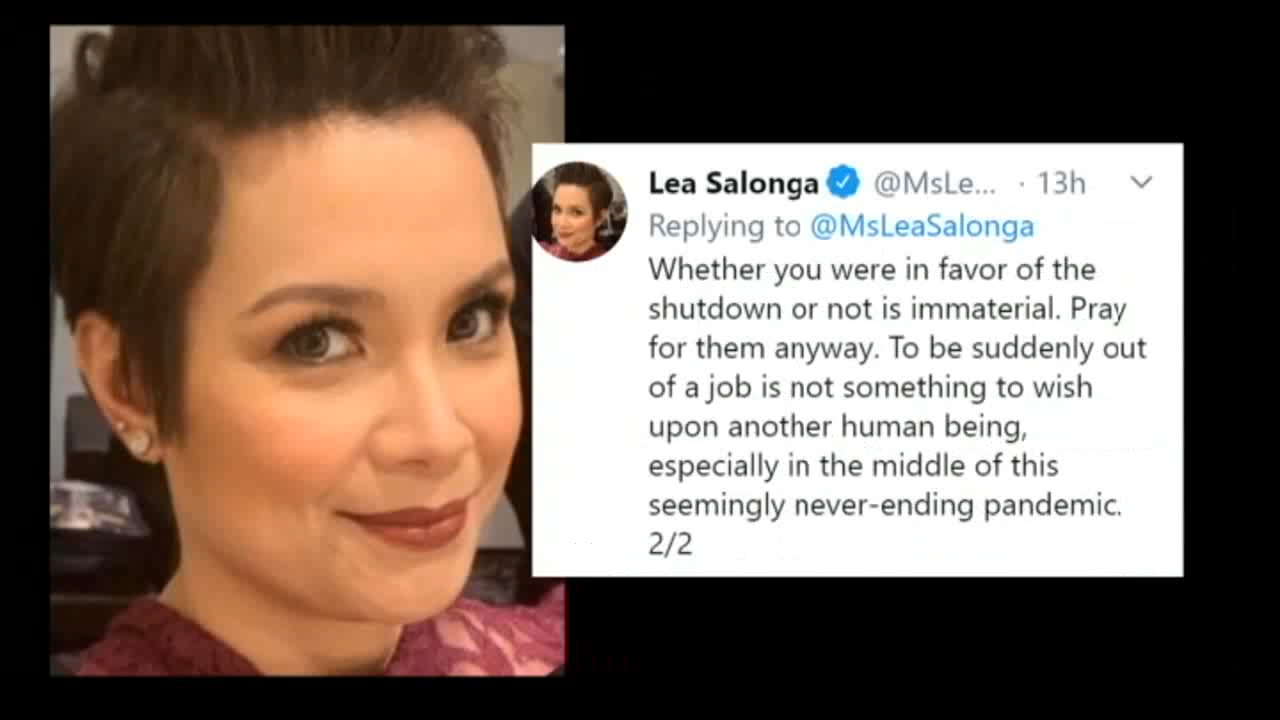 Lea Salonga @MsLe... · 13h
Replying to @MsLeaSalonga
Whether you were in favor of the
shutdown or not is immaterial. Pray
for them anyway. To be suddenly out
of a job is not something to wish
upon another human being,
especially in the middle of this
seemingly never-ending pandemic.
2/2